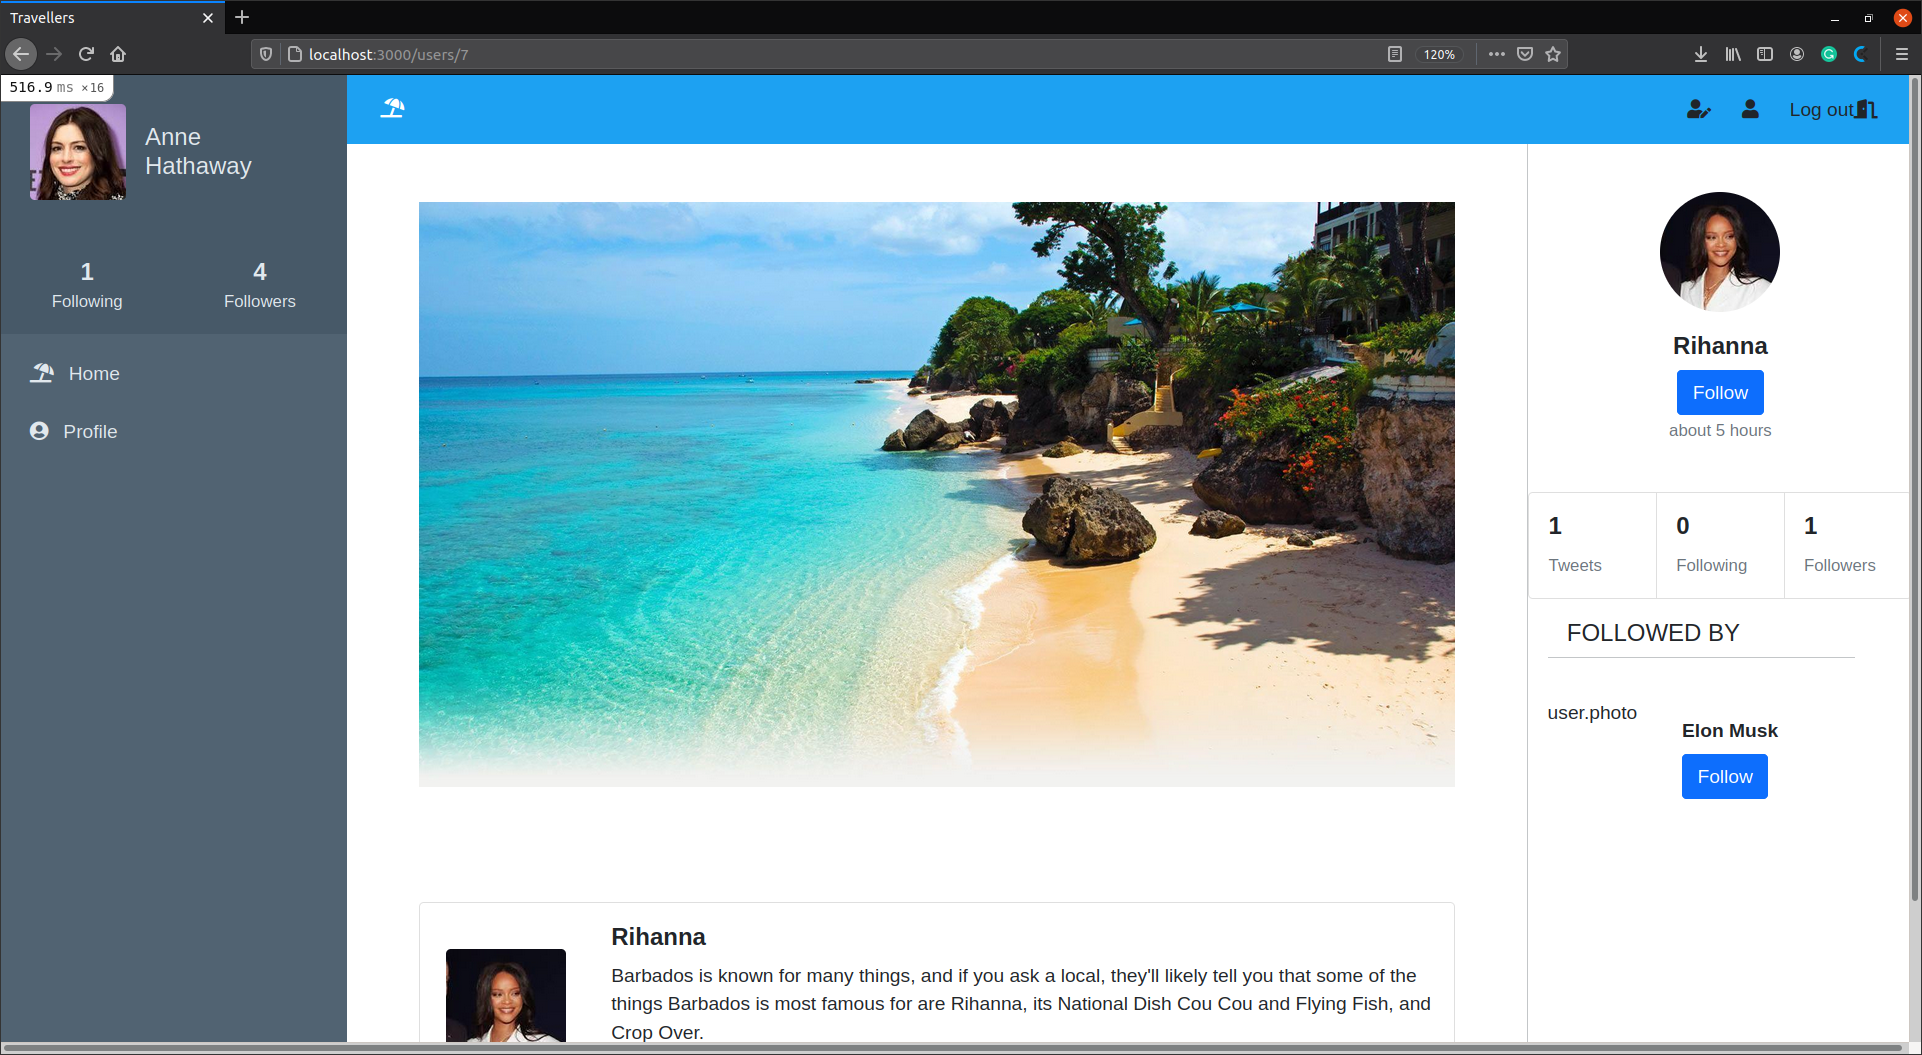 Travellers
localhost:3000/users/7
120%
516.9 ms ×16
Anne
Hathaway
1
Following
4
Followers
Home
Profile
Log out
Rihanna
Follow
about 5 hours
1
Tweets
0
Following
1
Followers
FOLLOWED BY
user.photo
Elon Musk
Follow
Rihanna
Barbados is known for many things, and if you ask a local, they'll likely tell you that some of the
things Barbados is most famous for are Rihanna, its National Dish Cou Cou and Flying Fish, and
Crop Over.